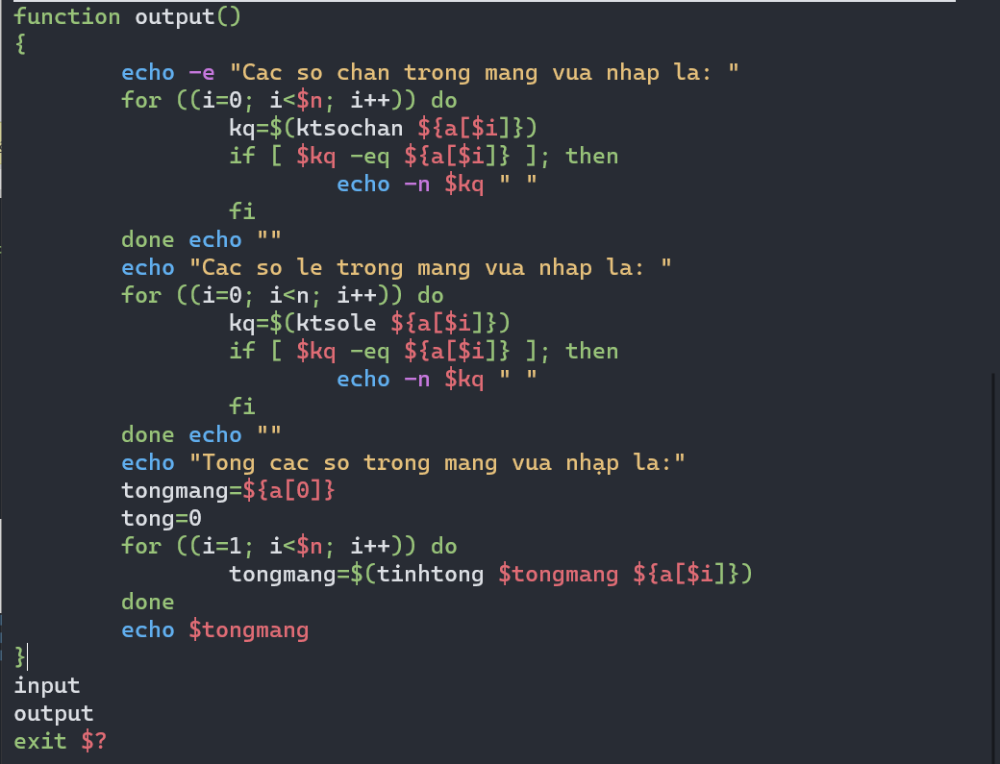 function output()
{
        echo -e "Cac so chan trong mang vua nhap la: "
        for ((i=0; i<$n; i++)) do
                kq=$(ktsochan ${a[$i]})
                if [ $kq -eq ${a[$i]} ]; then
                        echo -n $kq " "
                fi
        done echo ""
        echo "Cac so le trong mang vua nhap la: "
        for ((i=0; i<n; i++)) do
                kq=$(ktsole ${a[$i]})
                if [ $kq -eq ${a[$i]} ]; then
                        echo -n $kq " "
                fi
        done echo ""
        echo "Tong cac so trong mang vua nhạp la:"
        tongmang=${a[0]}
        tong=0
        for ((i=1; i<$n; i++)) do
                tongmang=$(tinhtong $tongmang ${a[$i]})
        done
        echo $tongmang
}
input
output
exit $?